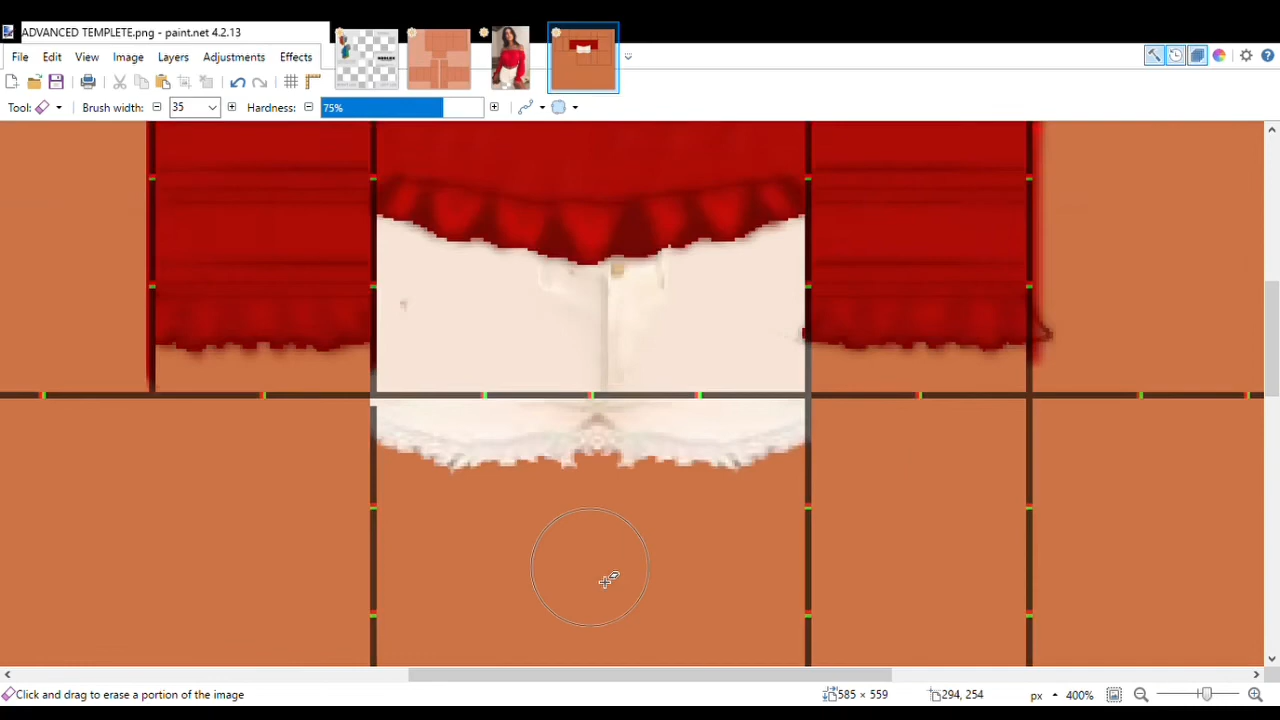 ADVANCED TEMPLETE.png - paint.net 4.2.13
File Edit View Image Layers Adjustments Effects
Tool: Brush width: 35 Hardness: 75%
Click and drag to erase a portion of the image 585 × 559 294, 254 px 400%